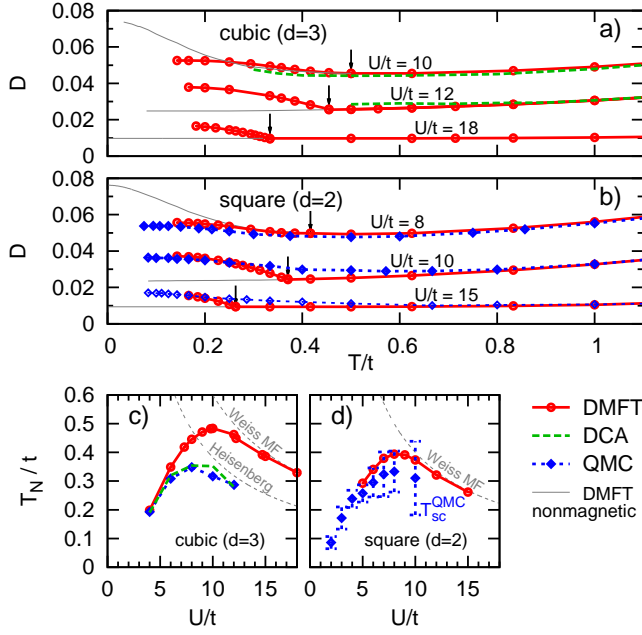 0.08
cubic (d=3)
a)
0.06
U/t = 10
D
0.04
U/t = 12
0.02
U/t = 18
0
0.08
square (d=2)
b)
0.06
U/t = 8
D
0.04
U/t = 10
0.02
U/t = 15
0
0 0.2 0.4 0.6 0.8 1
T/t
0.6
c)
d)
0.5
Weiss MF
0.4
Heisenberg
Weiss MF
T_N / t
0.3
0.2
T_sc^QMC
0.1
cubic (d=3)
square (d=2)
0
0 5 10 15
0 5 10 15
U/t
U/t
DMFT
DCA
QMC
DMFT
nonmagnetic